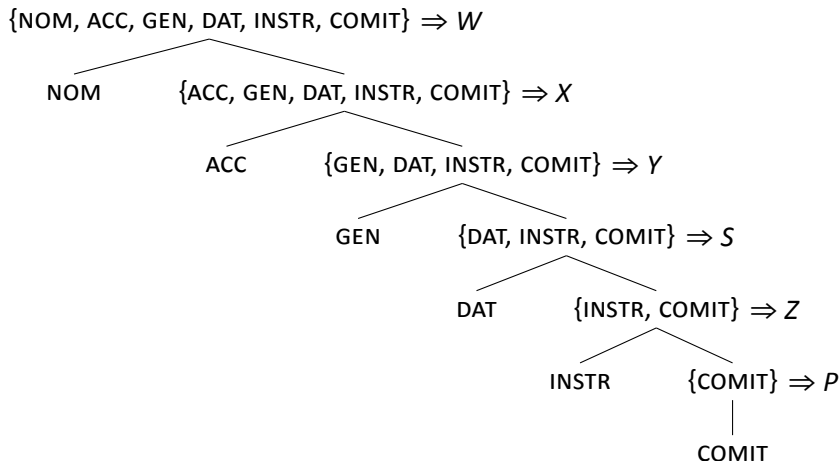 {NOM, ACC, GEN, DAT, INSTR, COMIT} ⇒ W
NOM {ACC, GEN, DAT, INSTR, COMIT} ⇒ X
ACC {GEN, DAT, INSTR, COMIT} ⇒ Y
GEN {DAT, INSTR, COMIT} ⇒ S
DAT {INSTR, COMIT} ⇒ Z
INSTR {COMIT} ⇒ P
COMIT